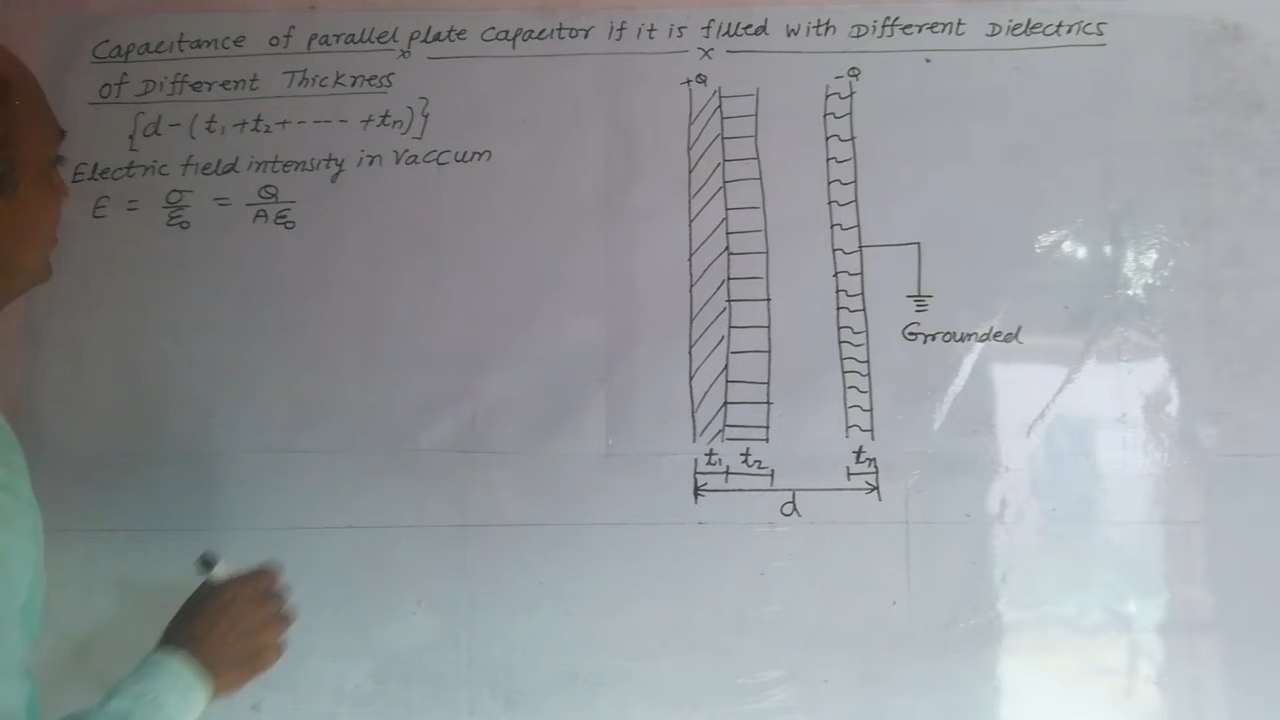 Capacitance of parallel plate capacitor if it is filled with Different Dielectrics
of Different Thickness
{d-(t₁+t₂+---- +tn)}
Electric field intensity in vaccum
E = σ/ε₀ = Q/Aε₀
+Q
-Q
Grounded
t₁ t₂ tn
d